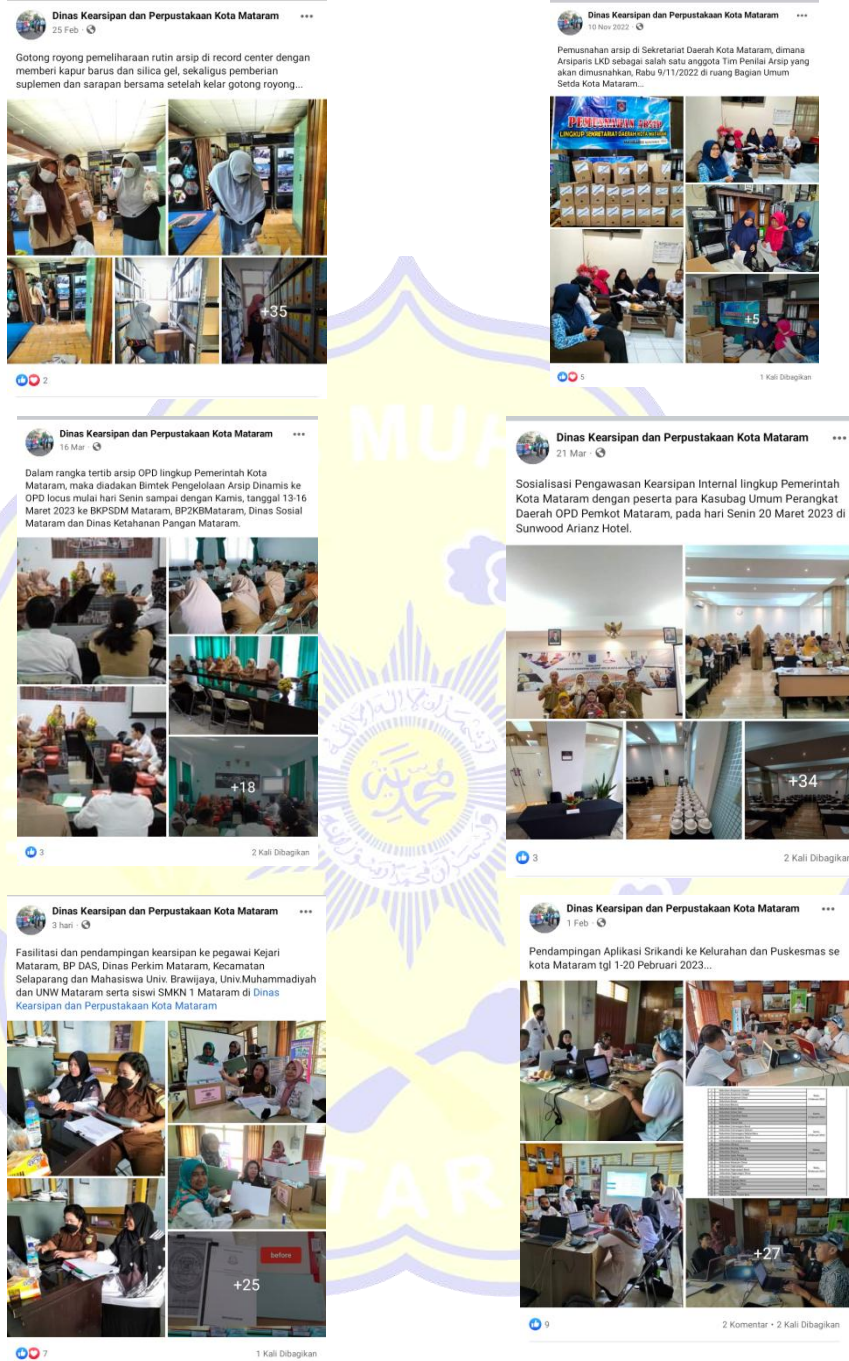 Dinas Kearsipan dan Perpustakaan Kota Mataram
25 Feb
Gotong royong pemeliharaan rutin arsip di record center dengan
memberi kapur barus dan silica gel, sekaligus pemberian
suplemen dan sarapan bersama setelah kelar gotong royong...
+35
2
Dinas Kearsipan dan Perpustakaan Kota Mataram
10 Nov 2022
Pemusnahan arsip di Sekretariat Daerah Kota Mataram, dimana
Arsiparis LKD sebagai salah satu anggota Tim Penilai Arsip yang
akan dimusnahkan, Rabu 9/11/2022 di ruang Bagian Umum
Setda Kota Mataram...
PEMUSNAHAN ARSIP
LINGKUP SEKRETARIAT DAERAH KOTA MATARAM
+5
5
1 Kali Dibagikan
Dinas Kearsipan dan Perpustakaan Kota Mataram
16 Mar
Dalam rangka tertib arsip OPD lingkup Pemerintah Kota
Mataram, maka diadakan Bimtek Pengelolaan Arsip Dinamis ke
OPD locus mulai hari Senin sampai dengan Kamis, tanggal 13-16
Maret 2023 ke BKPSDM Mataram, BP2KBMataram, Dinas Sosial
Mataram dan Dinas Ketahanan Pangan Mataram.
+18
3
2 Kali Dibagikan
Dinas Kearsipan dan Perpustakaan Kota Mataram
21 Mar
Sosialisasi Pengawasan Kearsipan Internal lingkup Pemerintah
Kota Mataram dengan peserta para Kasubag Umum Perangkat
Daerah OPD Pemkot Mataram, pada hari Senin 20 Maret 2023 di
Sunwood Arianz Hotel.
+34
3
2 Kali Dibagikan
Dinas Kearsipan dan Perpustakaan Kota Mataram
3 hari
Fasilitasi dan pendampingan kearsipan ke pegawai Kejari
Mataram, BP DAS, Dinas Perkim Mataram, Kecamatan
Selaparang dan Mahasiswa Univ. Brawijaya, Univ.Muhammadiyah
dan UNW Mataram serta siswi SMKN 1 Mataram di Dinas
Kearsipan dan Perpustakaan Kota Mataram
before
+25
7
1 Kali Dibagikan
Dinas Kearsipan dan Perpustakaan Kota Mataram
1 Feb
Pendampingan Aplikasi Srikandi ke Kelurahan dan Puskesmas se
kota Mataram tgl 1-20 Pebruari 2023...
+27
9
2 Komentar • 2 Kali Dibagikan